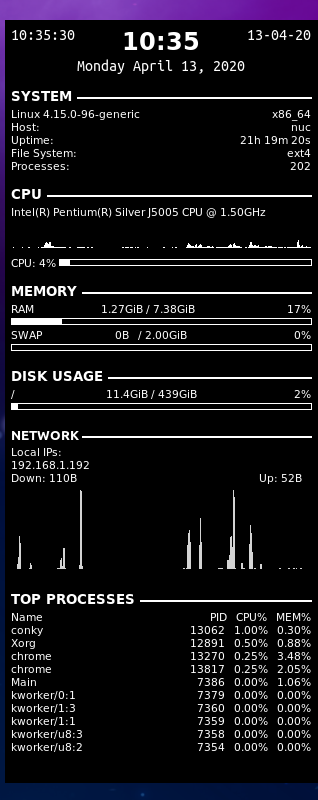 10:35:30 10:35 13-04-20
Monday April 13, 2020
SYSTEM
Linux 4.15.0-96-generic x86_64
Host: nuc
Uptime: 21h 19m 20s
File System: ext4
Processes: 202
CPU
Intel(R) Pentium(R) Silver J5005 CPU @ 1.50GHz
CPU: 4%
MEMORY
RAM 1.27GiB / 7.38GiB 17%
SWAP 0B / 2.00GiB 0%
DISK USAGE
/ 11.4GiB / 439GiB 2%
NETWORK
Local IPs:
192.168.1.192
Down: 110B Up: 52B
TOP PROCESSES
Name PID CPU% MEM%
conky 13062 1.00% 0.30%
Xorg 12891 0.50% 0.88%
chrome 13270 0.25% 3.48%
chrome 13817 0.25% 2.05%
Main 7386 0.00% 1.06%
kworker/0:1 7379 0.00% 0.00%
kworker/1:3 7360 0.00% 0.00%
kworker/1:1 7359 0.00% 0.00%
kworker/u8:3 7358 0.00% 0.00%
kworker/u8:2 7354 0.00% 0.00%